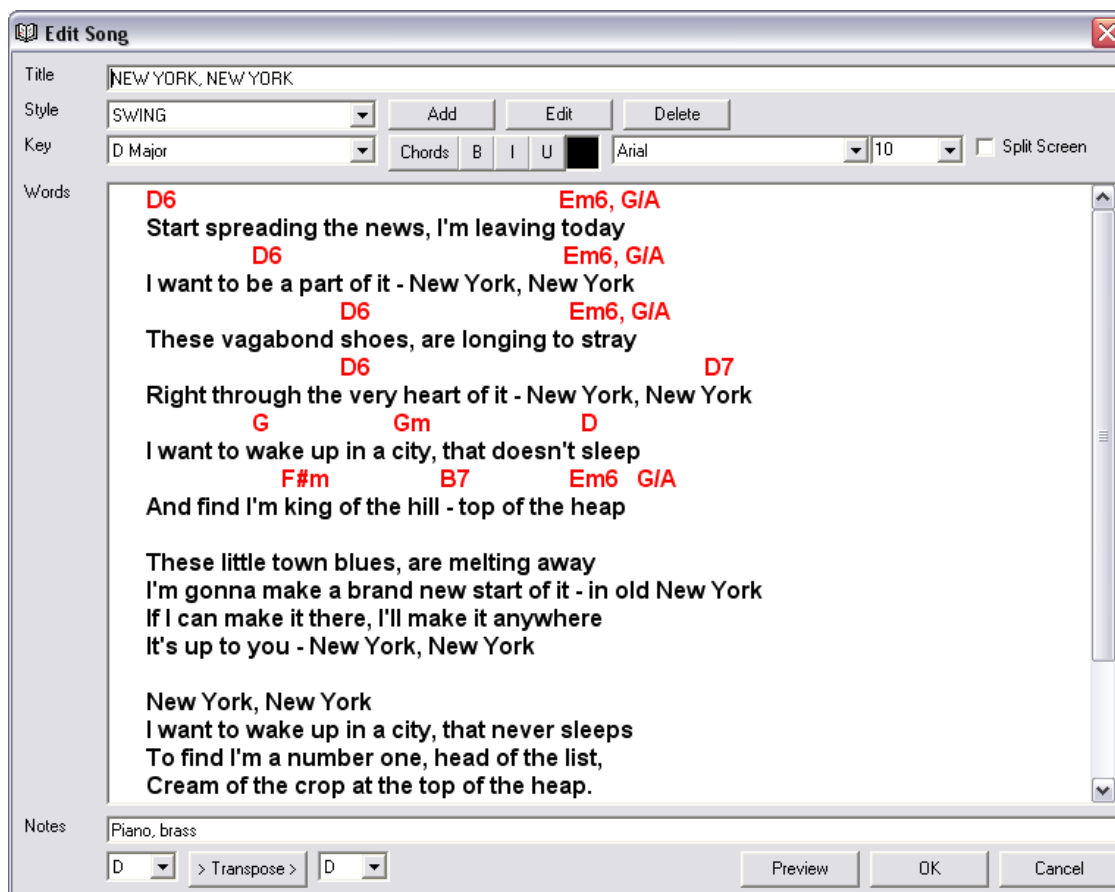 Edit Song
Title NEW YORK, NEW YORK
Style SWING Add Edit Delete
Key D Major Chords B I U Arial 10 Split Screen
Words
D6 Em6, G/A
Start spreading the news, I'm leaving today
D6 Em6, G/A
I want to be a part of it - New York, New York
D6 Em6, G/A
These vagabond shoes, are longing to stray
D6 D7
Right through the very heart of it - New York, New York
G Gm D
I want to wake up in a city, that doesn't sleep
F#m B7 Em6 G/A
And find I'm king of the hill - top of the heap
These little town blues, are melting away
I'm gonna make a brand new start of it - in old New York
If I can make it there, I'll make it anywhere
It's up to you - New York, New York
New York, New York
I want to wake up in a city, that never sleeps
To find I'm a number one, head of the list,
Cream of the crop at the top of the heap.
Notes Piano, brass
D > Transpose > D Preview OK Cancel